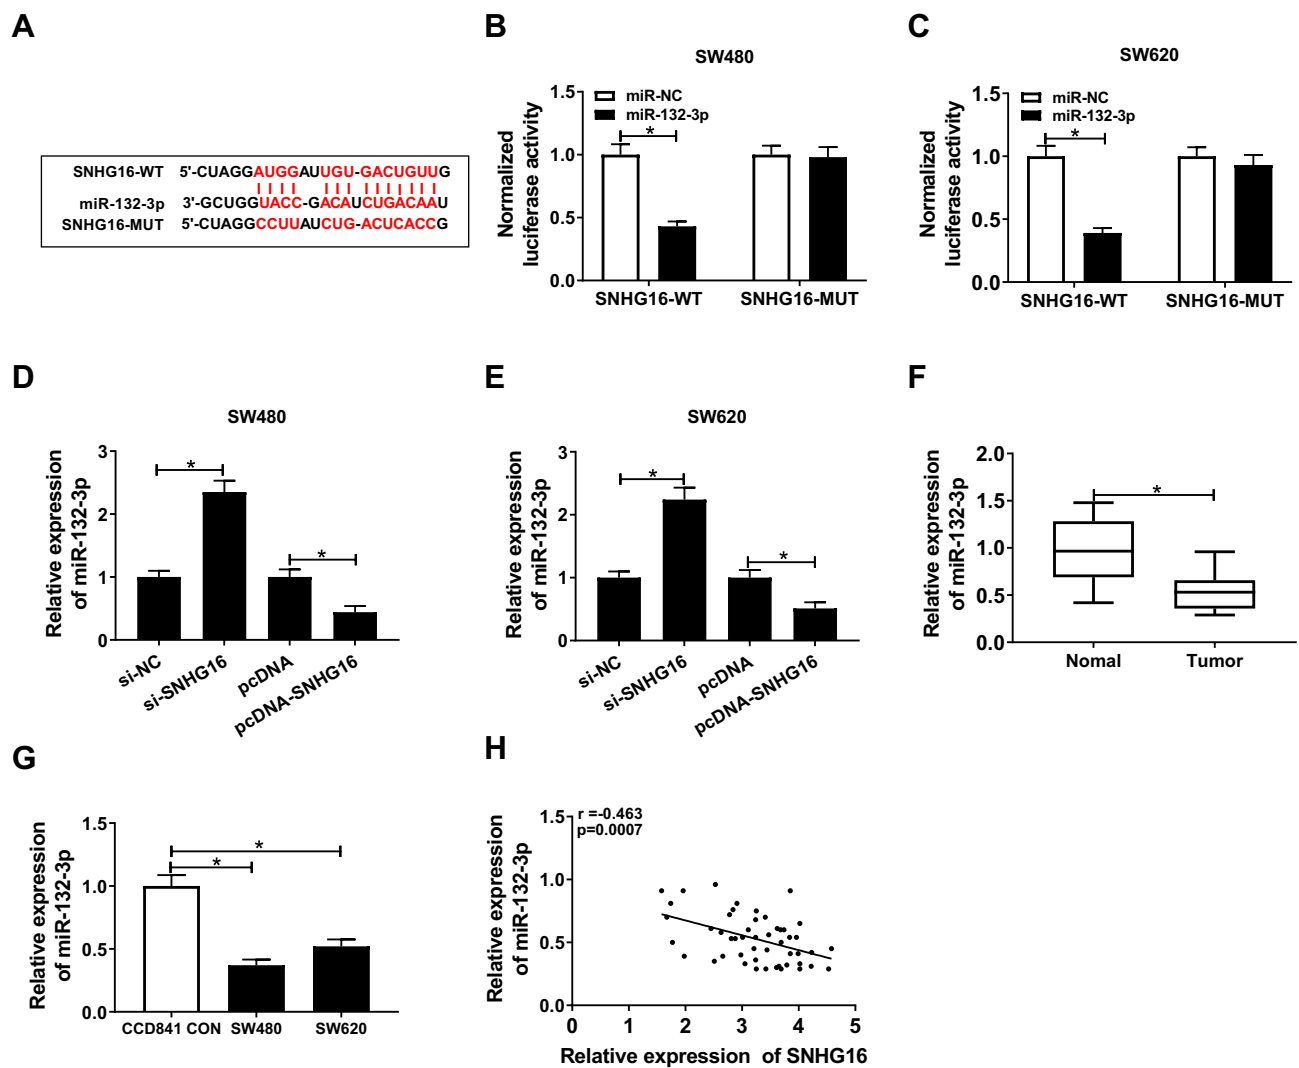 A
SNHG16-WT 5'-CUAGGAUGGAUUGU-GACUGUUG
miR-132-3p 3'-GCUGGUACC-GACAUCUGACAAU
SNHG16-MUT 5'-CUAGGCCUUAUCUG-ACUCACCG
B
SW480
Normalized
luciferase activity
1.5
1.0
0.5
0.0
miR-NC
miR-132-3p
*
SNHG16-WT SNHG16-MUT
C
SW620
Normalized
luciferase activity
1.5
1.0
0.5
0.0
miR-NC
miR-132-3p
*
SNHG16-WT SNHG16-MUT
D
SW480
Relative expression
of miR-132-3p
3
2
1
0
*
*
si-NC
si-SNHG16
pcDNA
pcDNA-SNHG16
E
SW620
Relative expression
of miR-132-3p
3
2
1
0
*
*
si-NC
si-SNHG16
pcDNA
pcDNA-SNHG16
F
Relative expression
of miR-132-3p
2.0
1.5
1.0
0.5
0.0
*
Nomal Tumor
G
Relative expression
of miR-132-3p
1.5
1.0
0.5
0.0
*
*
CCD841 CON SW480 SW620
H
Relative expression
of miR-132-3p
1.5
1.0
0.5
0.0
r =-0.463
p=0.0007
0 1 2 3 4 5
Relative expression of SNHG16